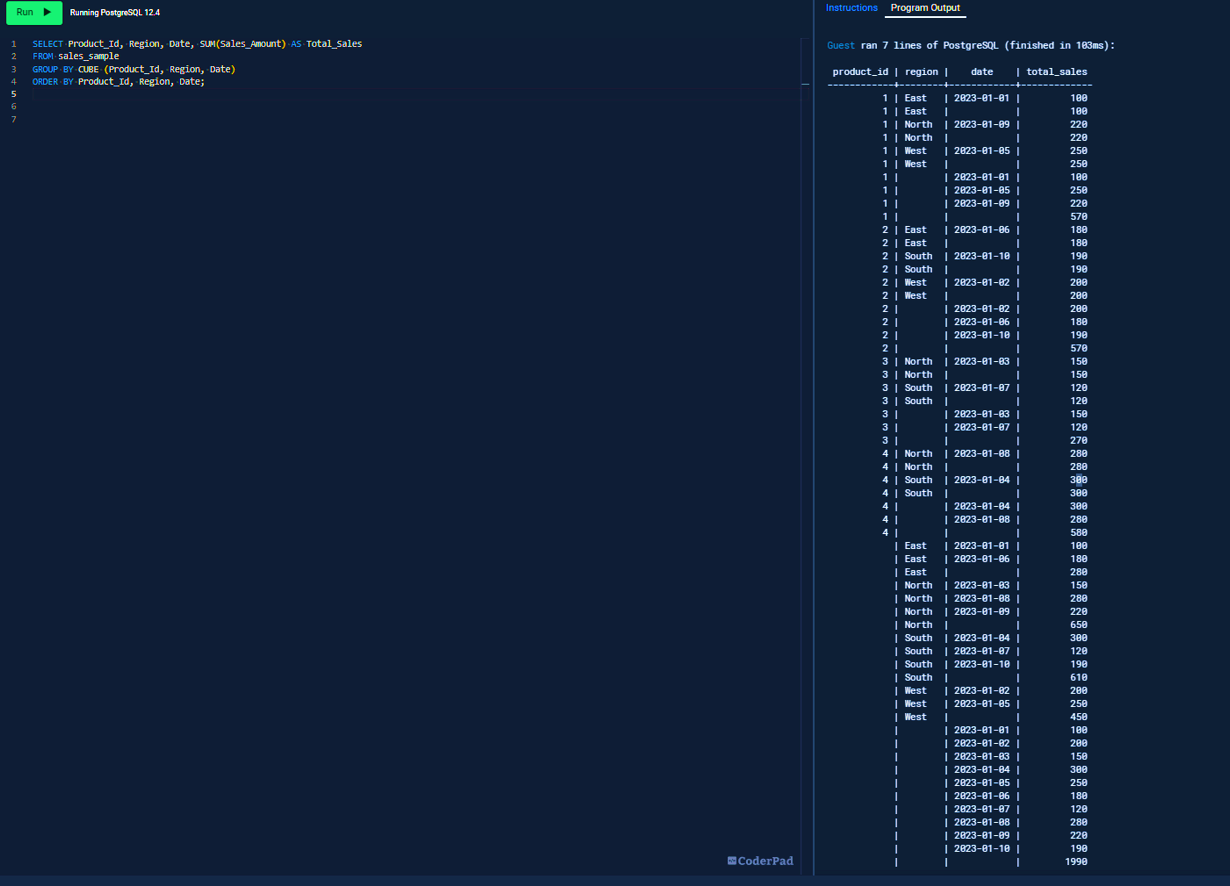 Run ▶ Running PostgreSQL 12.4
1 SELECT Product_Id, Region, Date, SUM(Sales_Amount) AS Total_Sales
2 FROM sales_sample
3 GROUP BY CUBE (Product_Id, Region, Date)
4 ORDER BY Product_Id, Region, Date;
5
6
7
CoderPad
Instructions Program Output
Guest ran 7 lines of PostgreSQL (finished in 103ms):
product_id | region | date | total_sales
------------+--------+------------+-------------
1 | East | 2023-01-01 | 100
1 | East | | 100
1 | North | 2023-01-09 | 220
1 | North | | 220
1 | West | 2023-01-05 | 250
1 | West | | 250
1 | | 2023-01-01 | 100
1 | | 2023-01-05 | 250
1 | | 2023-01-09 | 220
1 | | | 570
2 | East | 2023-01-06 | 180
2 | East | | 180
2 | South | 2023-01-10 | 190
2 | South | | 190
2 | West | 2023-01-02 | 200
2 | West | | 200
2 | | 2023-01-02 | 200
2 | | 2023-01-06 | 180
2 | | 2023-01-10 | 190
2 | | | 570
3 | North | 2023-01-03 | 150
3 | North | | 150
3 | South | 2023-01-07 | 120
3 | South | | 120
3 | | 2023-01-03 | 150
3 | | 2023-01-07 | 120
3 | | | 270
4 | North | 2023-01-08 | 280
4 | North | | 280
4 | South | 2023-01-04 | 300
4 | South | | 300
4 | | 2023-01-04 | 300
4 | | 2023-01-08 | 280
4 | | | 580
| East | 2023-01-01 | 100
| East | 2023-01-06 | 180
| East | | 280
| North | 2023-01-03 | 150
| North | 2023-01-08 | 280
| North | 2023-01-09 | 220
| North | | 650
| South | 2023-01-04 | 300
| South | 2023-01-07 | 120
| South | 2023-01-10 | 190
| South | | 610
| West | 2023-01-02 | 200
| West | 2023-01-05 | 250
| West | | 450
| | 2023-01-01 | 100
| | 2023-01-02 | 200
| | 2023-01-03 | 150
| | 2023-01-04 | 300
| | 2023-01-05 | 250
| | 2023-01-06 | 180
| | 2023-01-07 | 120
| | 2023-01-08 | 280
| | 2023-01-09 | 220
| | 2023-01-10 | 190
| | | 1990